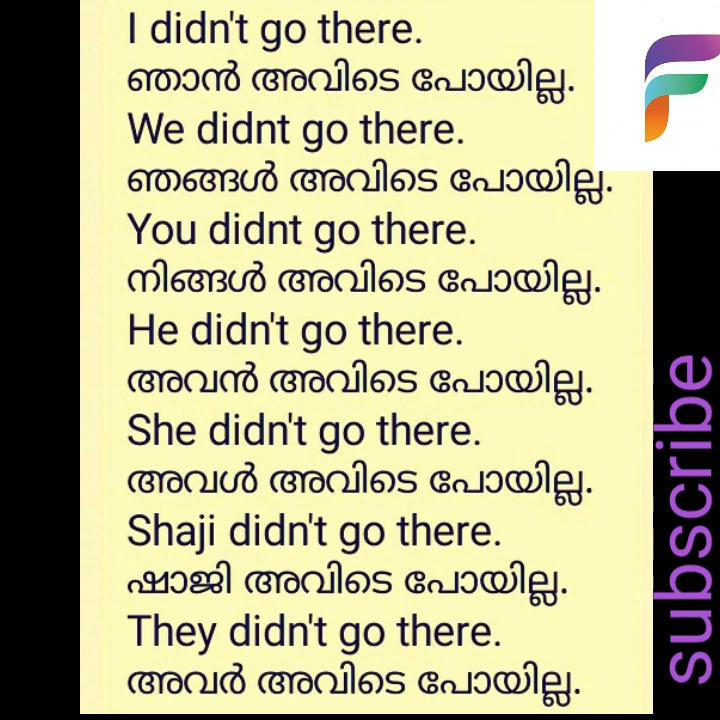 I didn't go there.
ഞാൻ അവിടെ പോയില്ല.
We didnt go there.
ഞങ്ങൾ അവിടെ പോയില്ല.
You didnt go there.
നിങ്ങൾ അവിടെ പോയില്ല.
He didn't go there.
അവൻ അവിടെ പോയില്ല.
She didn't go there.
അവൾ അവിടെ പോയില്ല.
Shaji didn't go there.
ഷാജി അവിടെ പോയില്ല.
They didn't go there.
അവർ അവിടെ പോയില്ല.
subscribe